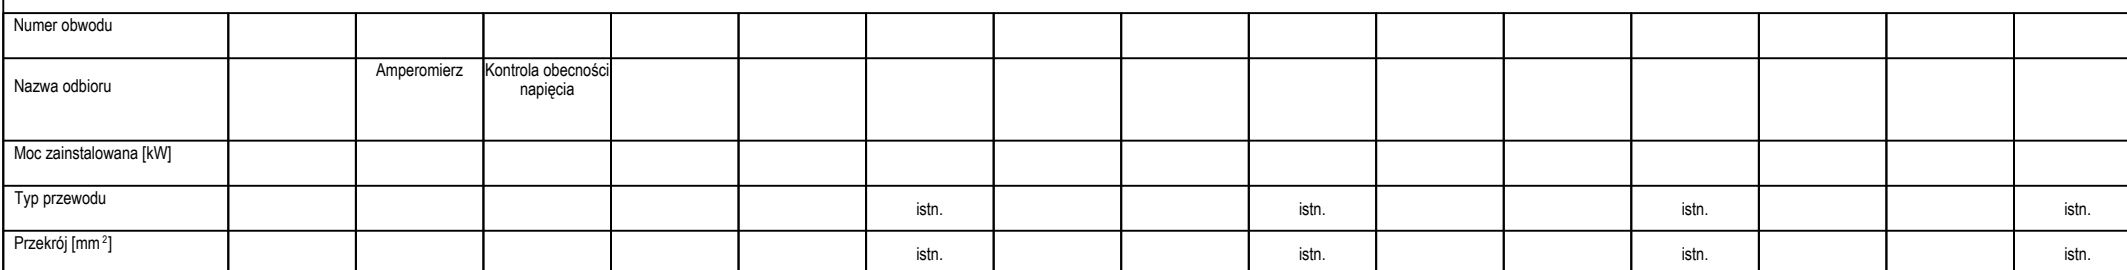 Numer obwodu
Nazwa odbioru
Amperomierz
Kontrola obecności
napięcia
Moc zainstalowana [kW]
Typ przewodu
istn.
istn.
istn.
istn.
Przekrój [mm²]
istn.
istn.
istn.
istn.